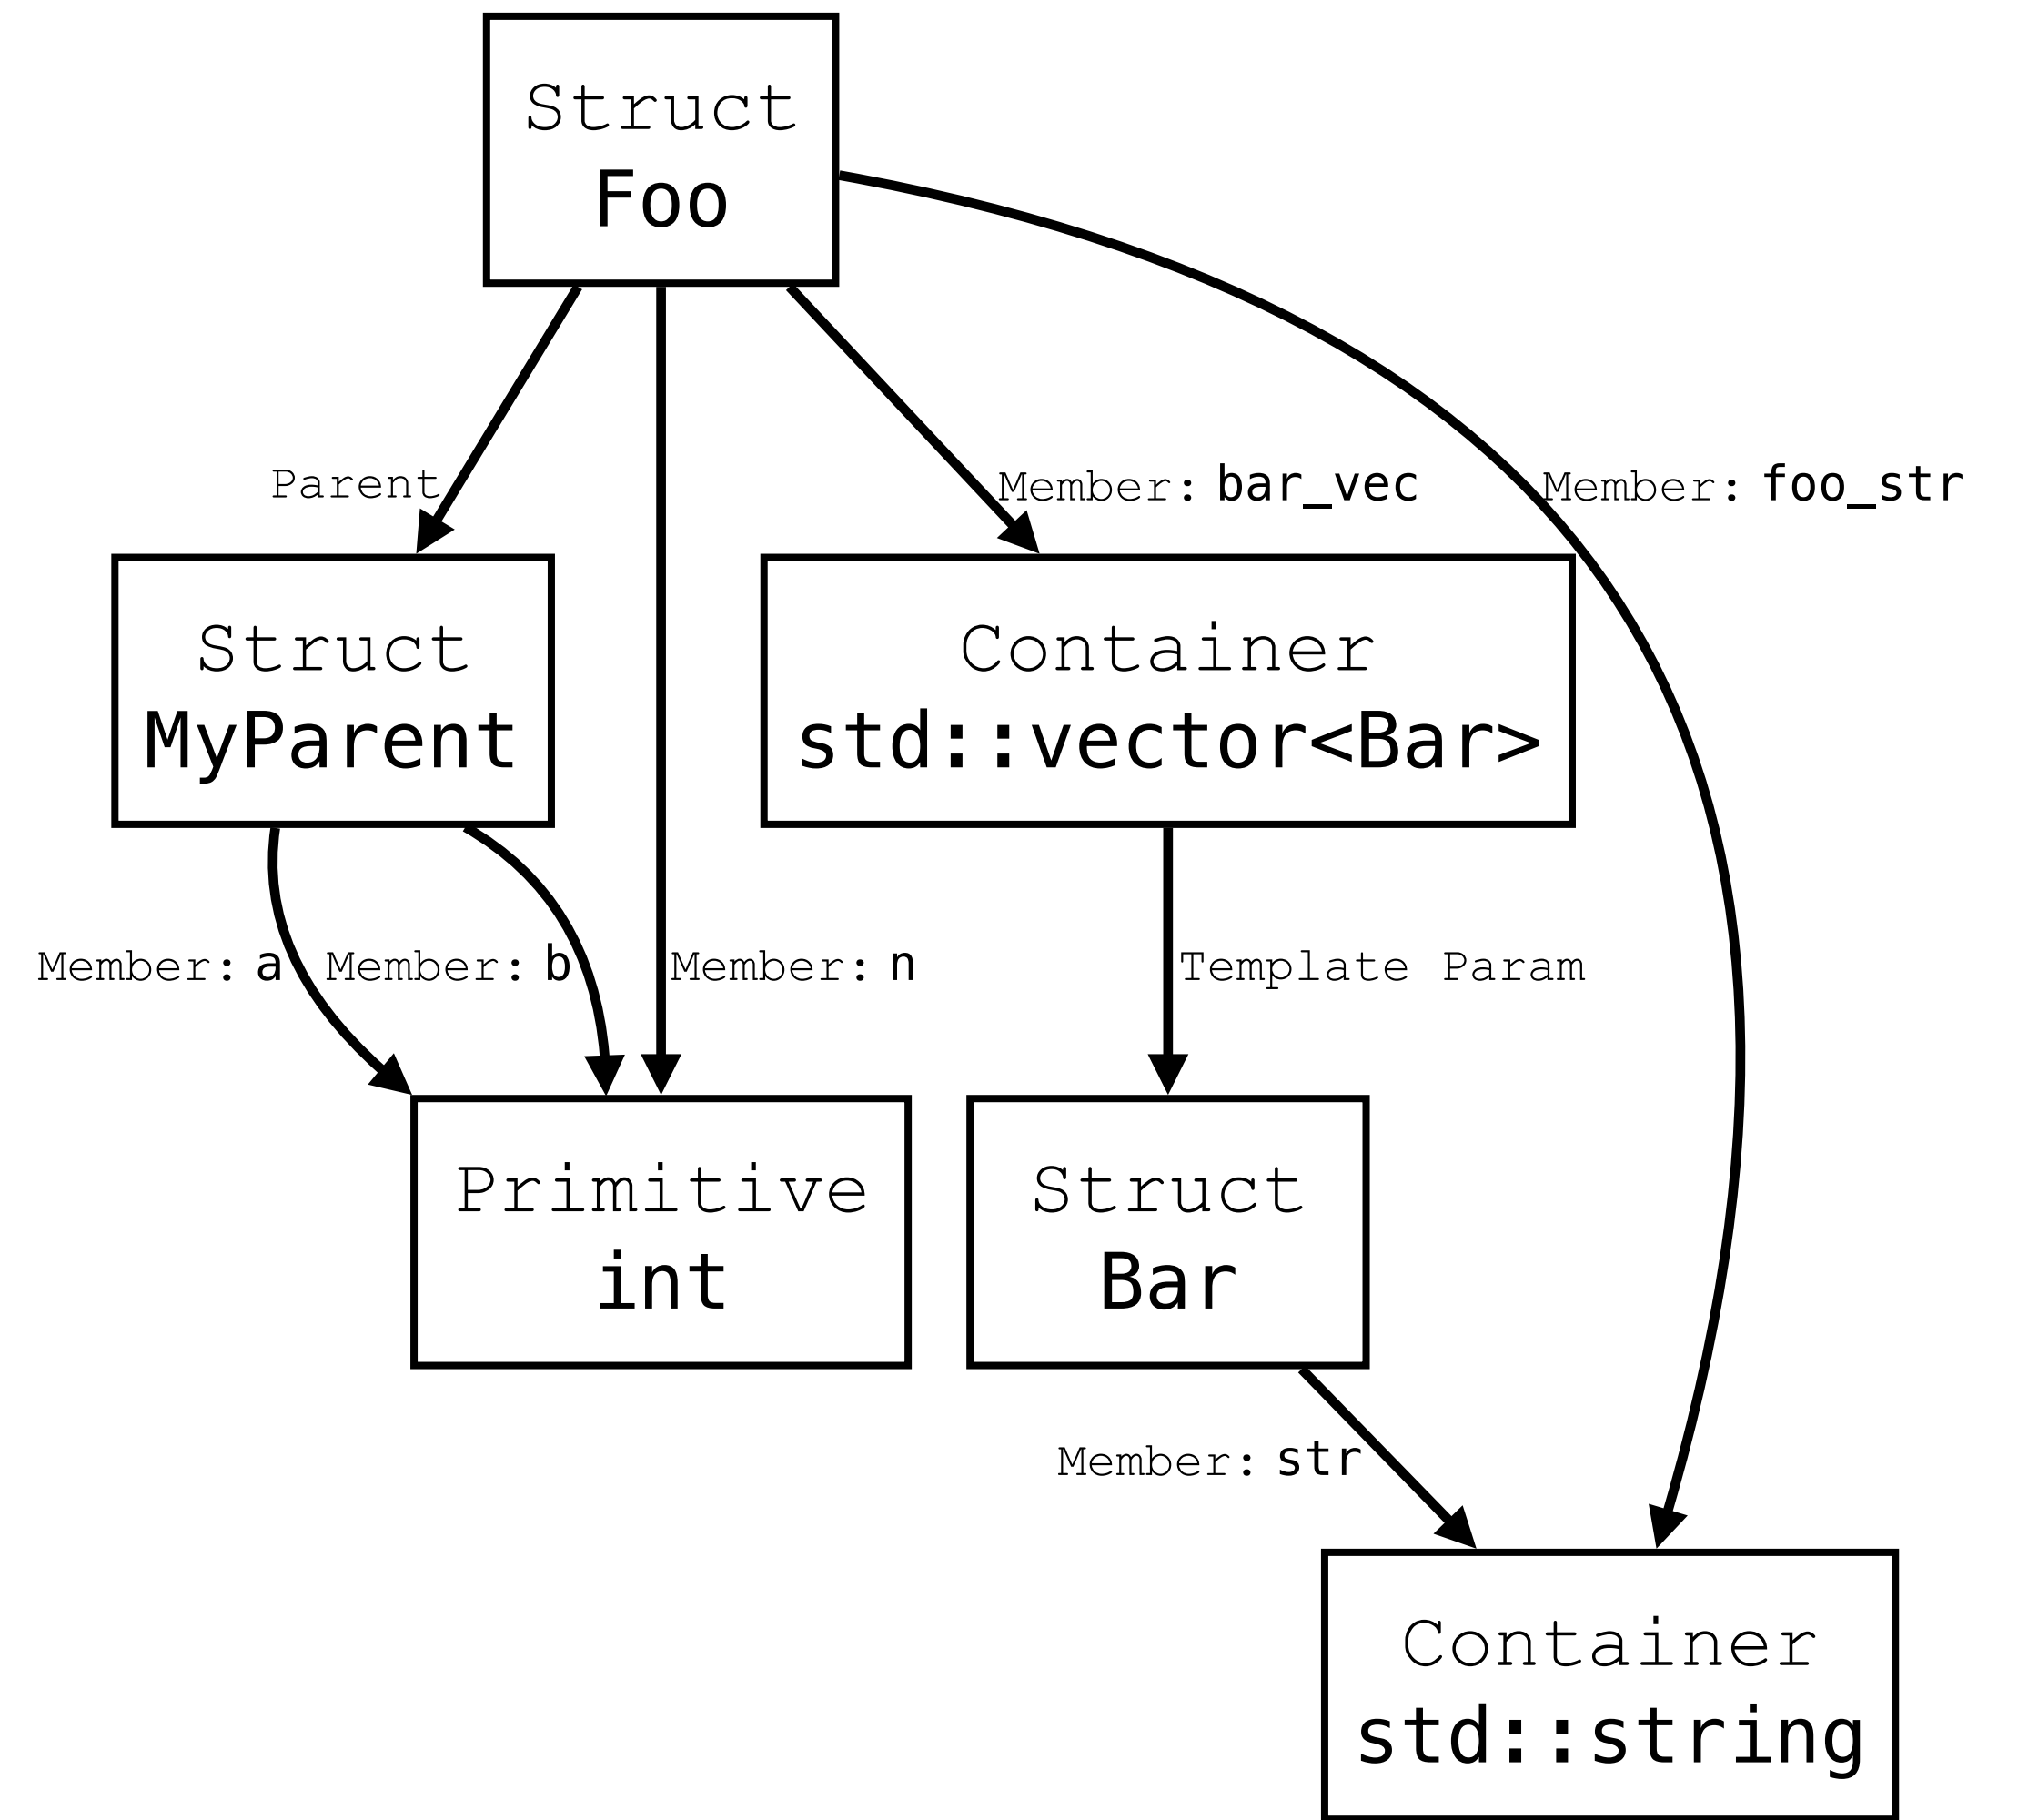 Struct
Foo
Parent
Member: bar_vec
Member: foo_str
Struct
MyParent
Container
std::vector<Bar>
Member: a
Member: b
Member: n
Template Param
Primitive
int
Struct
Bar
Member: str
Container
std::string